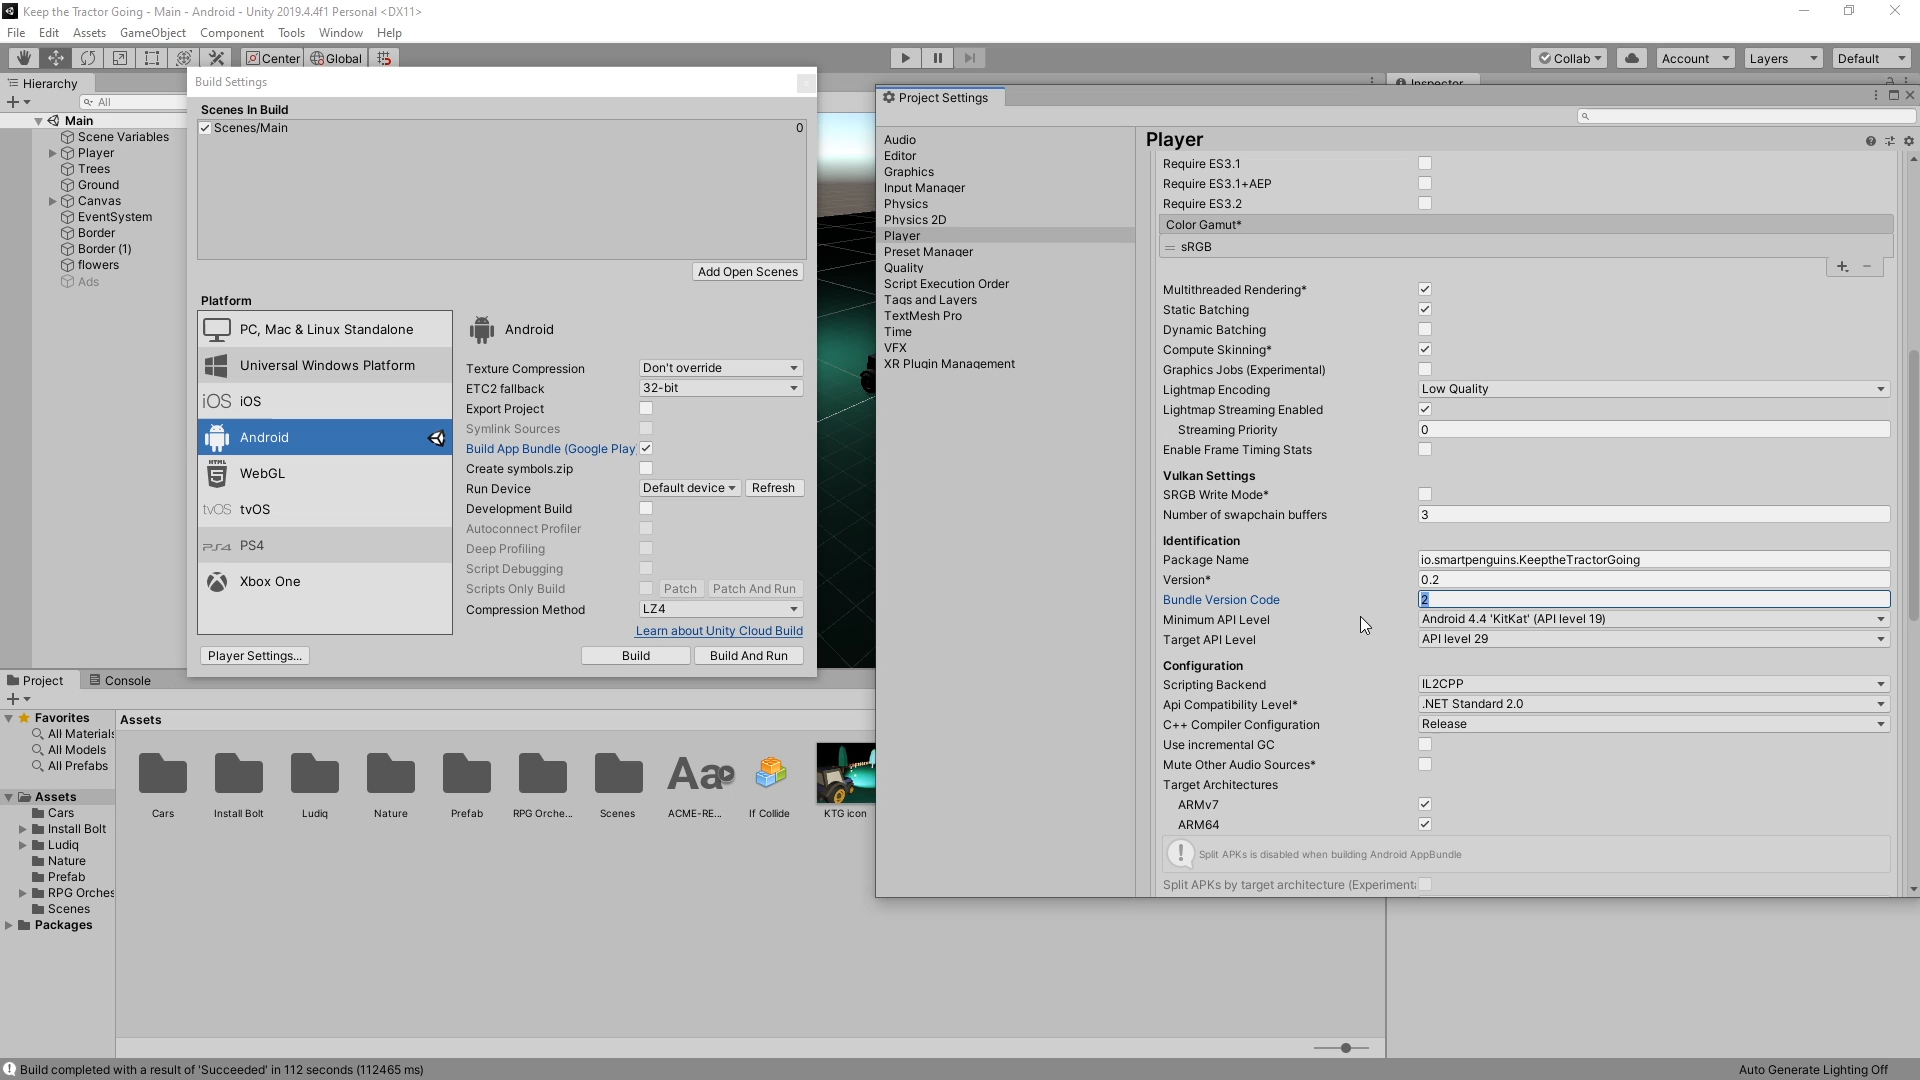 Keep the Tractor Going - Main - Android - Unity 2019.4.4f1 Personal <DX11>
File Edit Assets GameObject Component Tools Window Help
Center Global
Collab Account Layers Default
Hierarchy
All
Main
Scene Variables
Player
Trees
Ground
Canvas
EventSystem
Border
Border (1)
flowers
Ads
Build Settings
Scenes In Build
Scenes/Main 0
Add Open Scenes
Platform
PC, Mac & Linux Standalone
Universal Windows Platform
iOS iOS
Android
HTML 5 WebGL
tvOS tvOS
PS4 PS4
Xbox One
Android
Texture Compression Don't override
ETC2 fallback 32-bit
Export Project
Symlink Sources
Build App Bundle (Google Play
Create symbols.zip
Run Device Default device Refresh
Development Build
Autoconnect Profiler
Deep Profiling
Script Debugging
Scripts Only Build Patch Patch And Run
Compression Method LZ4
Learn about Unity Cloud Build
Player Settings... Build Build And Run
Inspector
Project Settings
Audio
Editor
Graphics
Input Manager
Physics
Physics 2D
Player
Preset Manager
Quality
Script Execution Order
Tags and Layers
TextMesh Pro
Time
VFX
XR Plugin Management
Player
Require ES3.1
Require ES3.1+AEP
Require ES3.2
Color Gamut*
sRGB
Multithreaded Rendering*
Static Batching
Dynamic Batching
Compute Skinning*
Graphics Jobs (Experimental)
Lightmap Encoding Low Quality
Lightmap Streaming Enabled
Streaming Priority 0
Enable Frame Timing Stats
Vulkan Settings
SRGB Write Mode*
Number of swapchain buffers 3
Identification
Package Name io.smartpenguins.KeeptheTractorGoing
Version* 0.2
Bundle Version Code 2
Minimum API Level Android 4.4 'KitKat' (API level 19)
Target API Level API level 29
Configuration
Scripting Backend IL2CPP
Api Compatibility Level* .NET Standard 2.0
C++ Compiler Configuration Release
Use incremental GC
Mute Other Audio Sources*
Target Architectures
ARMv7
ARM64
Split APKs is disabled when building Android AppBundle
Split APKs by target architecture (Experimenta
Project Console
Favorites
All Materials
All Models
All Prefabs
Assets
Cars
Install Bolt
Ludiq
Nature
Prefab
RPG Orches
Scenes
Packages
Assets
Aa
Cars Install Bolt Ludiq Nature Prefab RPG Orche... Scenes ACME-RE... If Collide KTG icon
Build completed with a result of 'Succeeded' in 112 seconds (112465 ms)
Auto Generate Lighting Off